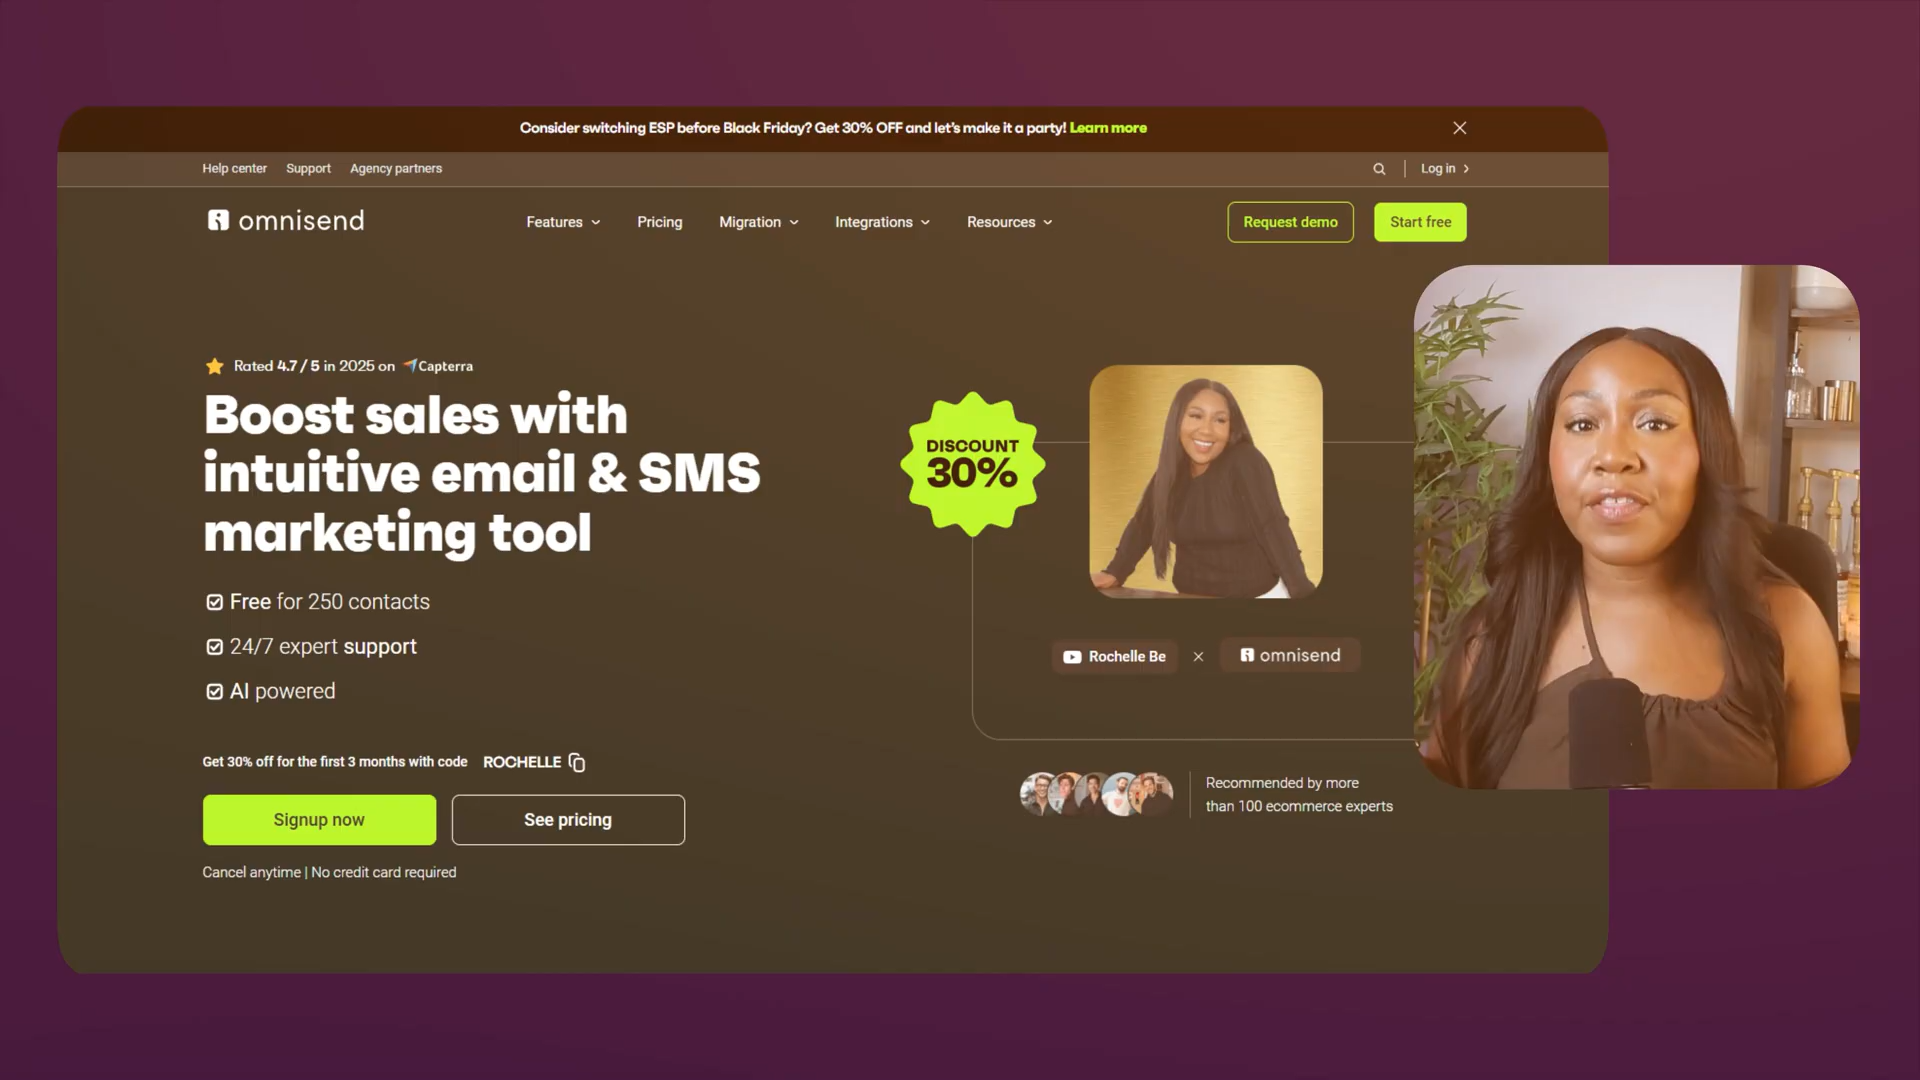 Consider switching ESP before Black Friday? Get 30% OFF and let's make it a party! Learn more
Help center Support Agency partners
Log in
omnisend
Features Pricing Migration Integrations Resources
Request demo Start free
Rated 4.7 / 5 in 2025 on Capterra
Boost sales with
intuitive email & SMS
marketing tool
Free for 250 contacts
24/7 expert support
AI powered
Get 30% off for the first 3 months with code ROCHELLE
Signup now See pricing
Cancel anytime | No credit card required
DISCOUNT
30%
Rochelle Be × omnisend
Recommended by more
than 100 ecommerce experts